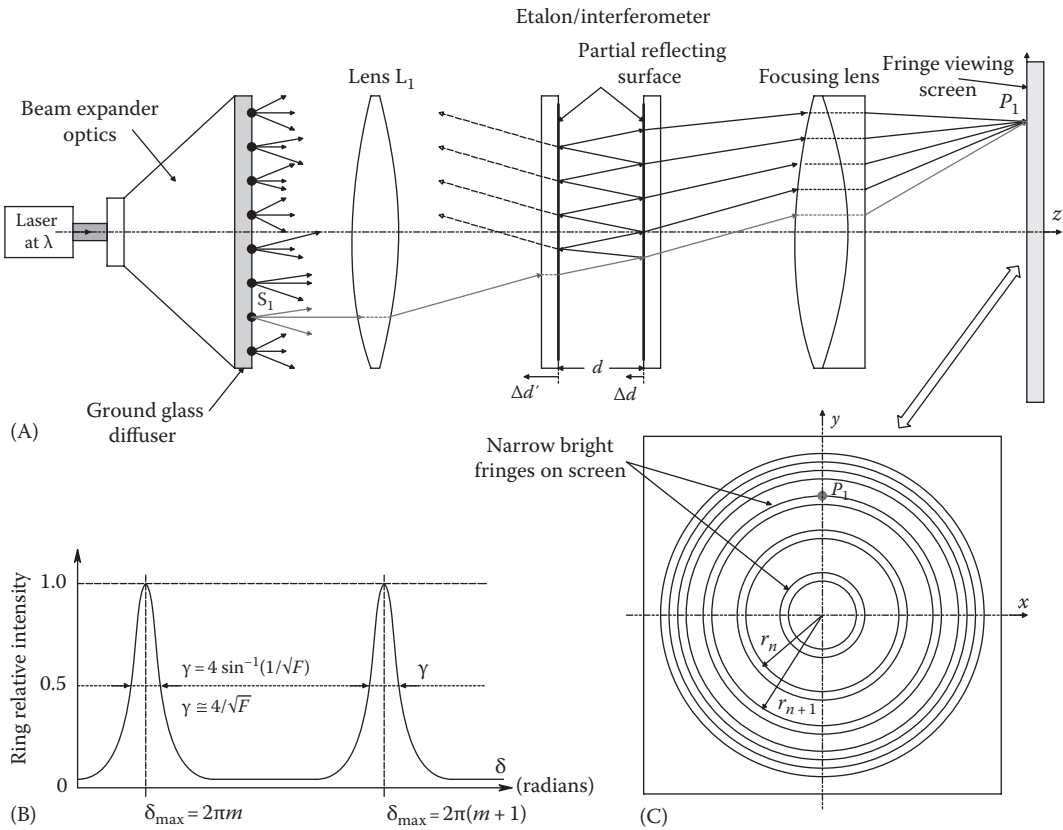 Etalon/interferometer
Partial reflecting
surface
Lens L₁
Focusing lens
Fringe viewing
screen
P₁
Beam expander
optics
Laser
at λ
z
S₁
d
Δd′
Δd
Ground glass
diffuser
(A)
y
Narrow bright
fringes on screen
P₁
x
rₙ
rₙ₊₁
(C)
Ring relative intensity
1.0
0.5
0
γ = 4 sin⁻¹(1/√F)
γ ≅ 4/√F
γ
δ
(radians)
δmax = 2πm
δmax = 2π(m + 1)
(B)